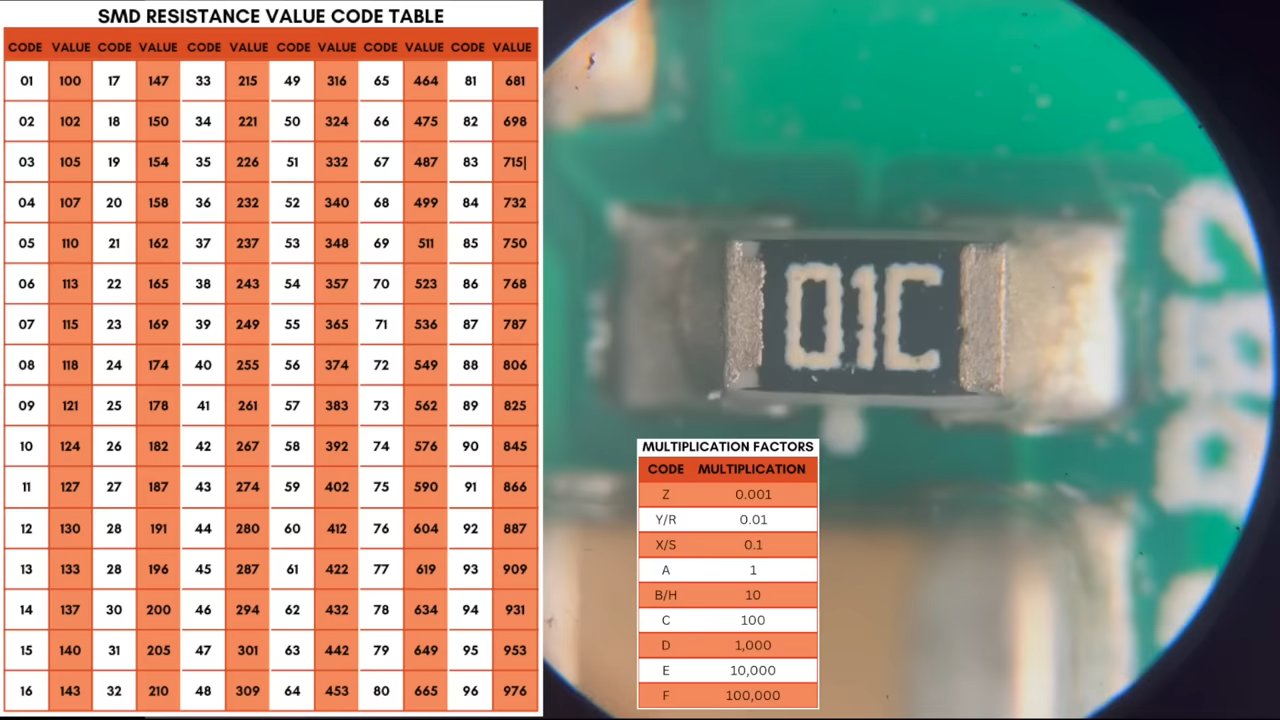 SMD RESISTANCE VALUE CODE TABLE
CODE VALUE CODE VALUE CODE VALUE CODE VALUE CODE VALUE CODE VALUE
01 100 17 147 33 215 49 316 65 464 81 681
02 102 18 150 34 221 50 324 66 475 82 698
03 105 19 154 35 226 51 332 67 487 83 715|
04 107 20 158 36 232 52 340 68 499 84 732
05 110 21 162 37 237 53 348 69 511 85 750
06 113 22 165 38 243 54 357 70 523 86 768
07 115 23 169 39 249 55 365 71 536 87 787
08 118 24 174 40 255 56 374 72 549 88 806
09 121 25 178 41 261 57 383 73 562 89 825
10 124 26 182 42 267 58 392 74 576 90 845
11 127 27 187 43 274 59 402 75 590 91 866
12 130 28 191 44 280 60 412 76 604 92 887
13 133 28 196 45 287 61 422 77 619 93 909
14 137 30 200 46 294 62 432 78 634 94 931
15 140 31 205 47 301 63 442 79 649 95 953
16 143 32 210 48 309 64 453 80 665 96 976
01C
MULTIPLICATION FACTORS
CODE MULTIPLICATION
Z 0.001
Y/R 0.01
X/S 0.1
A 1
B/H 10
C 100
D 1,000
E 10,000
F 100,000